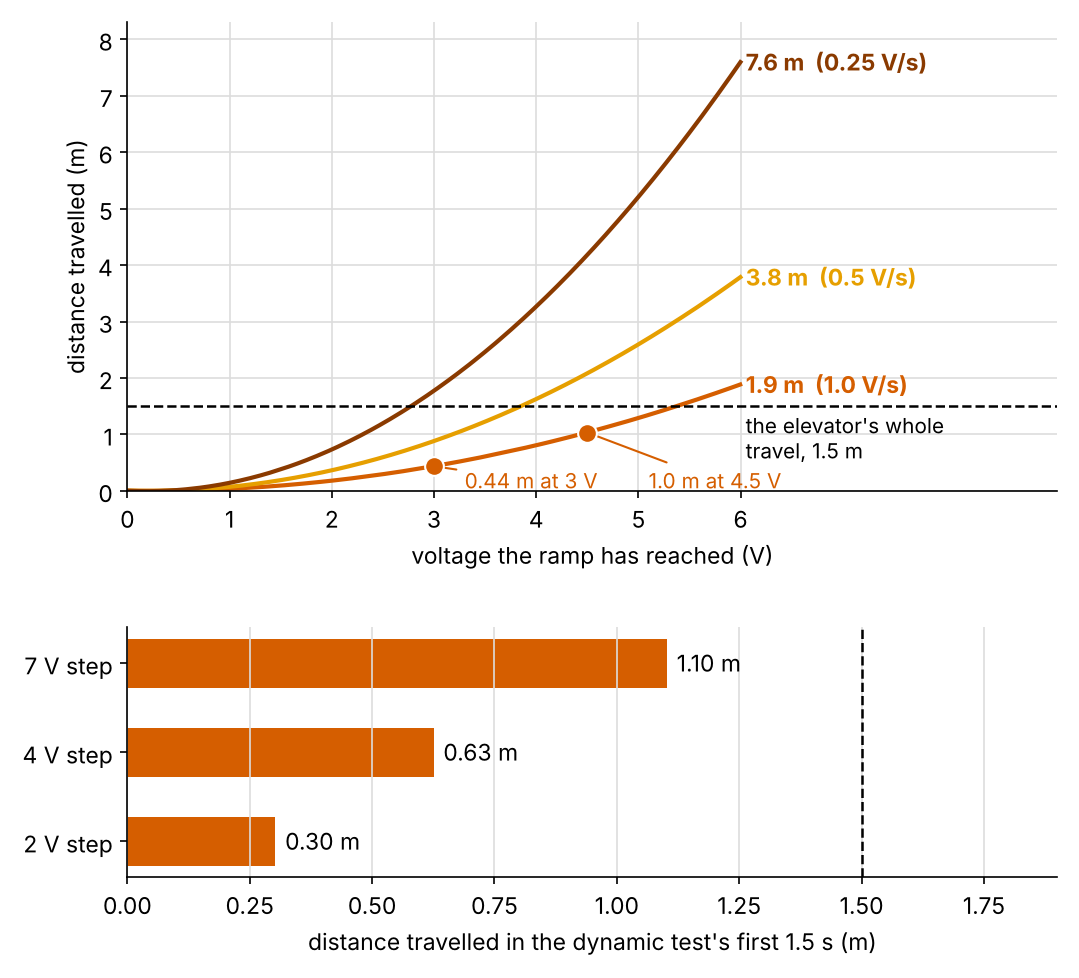 8
7
6
5
4
3
2
1
0
distance travelled (m)
7.6 m (0.25 V/s)
3.8 m (0.5 V/s)
1.9 m (1.0 V/s)
the elevator's whole
travel, 1.5 m
0.44 m at 3 V
1.0 m at 4.5 V
0 1 2 3 4 5 6
voltage the ramp has reached (V)
7 V step
1.10 m
4 V step
0.63 m
2 V step
0.30 m
0.00 0.25 0.50 0.75 1.00 1.25 1.50 1.75
distance travelled in the dynamic test's first 1.5 s (m)